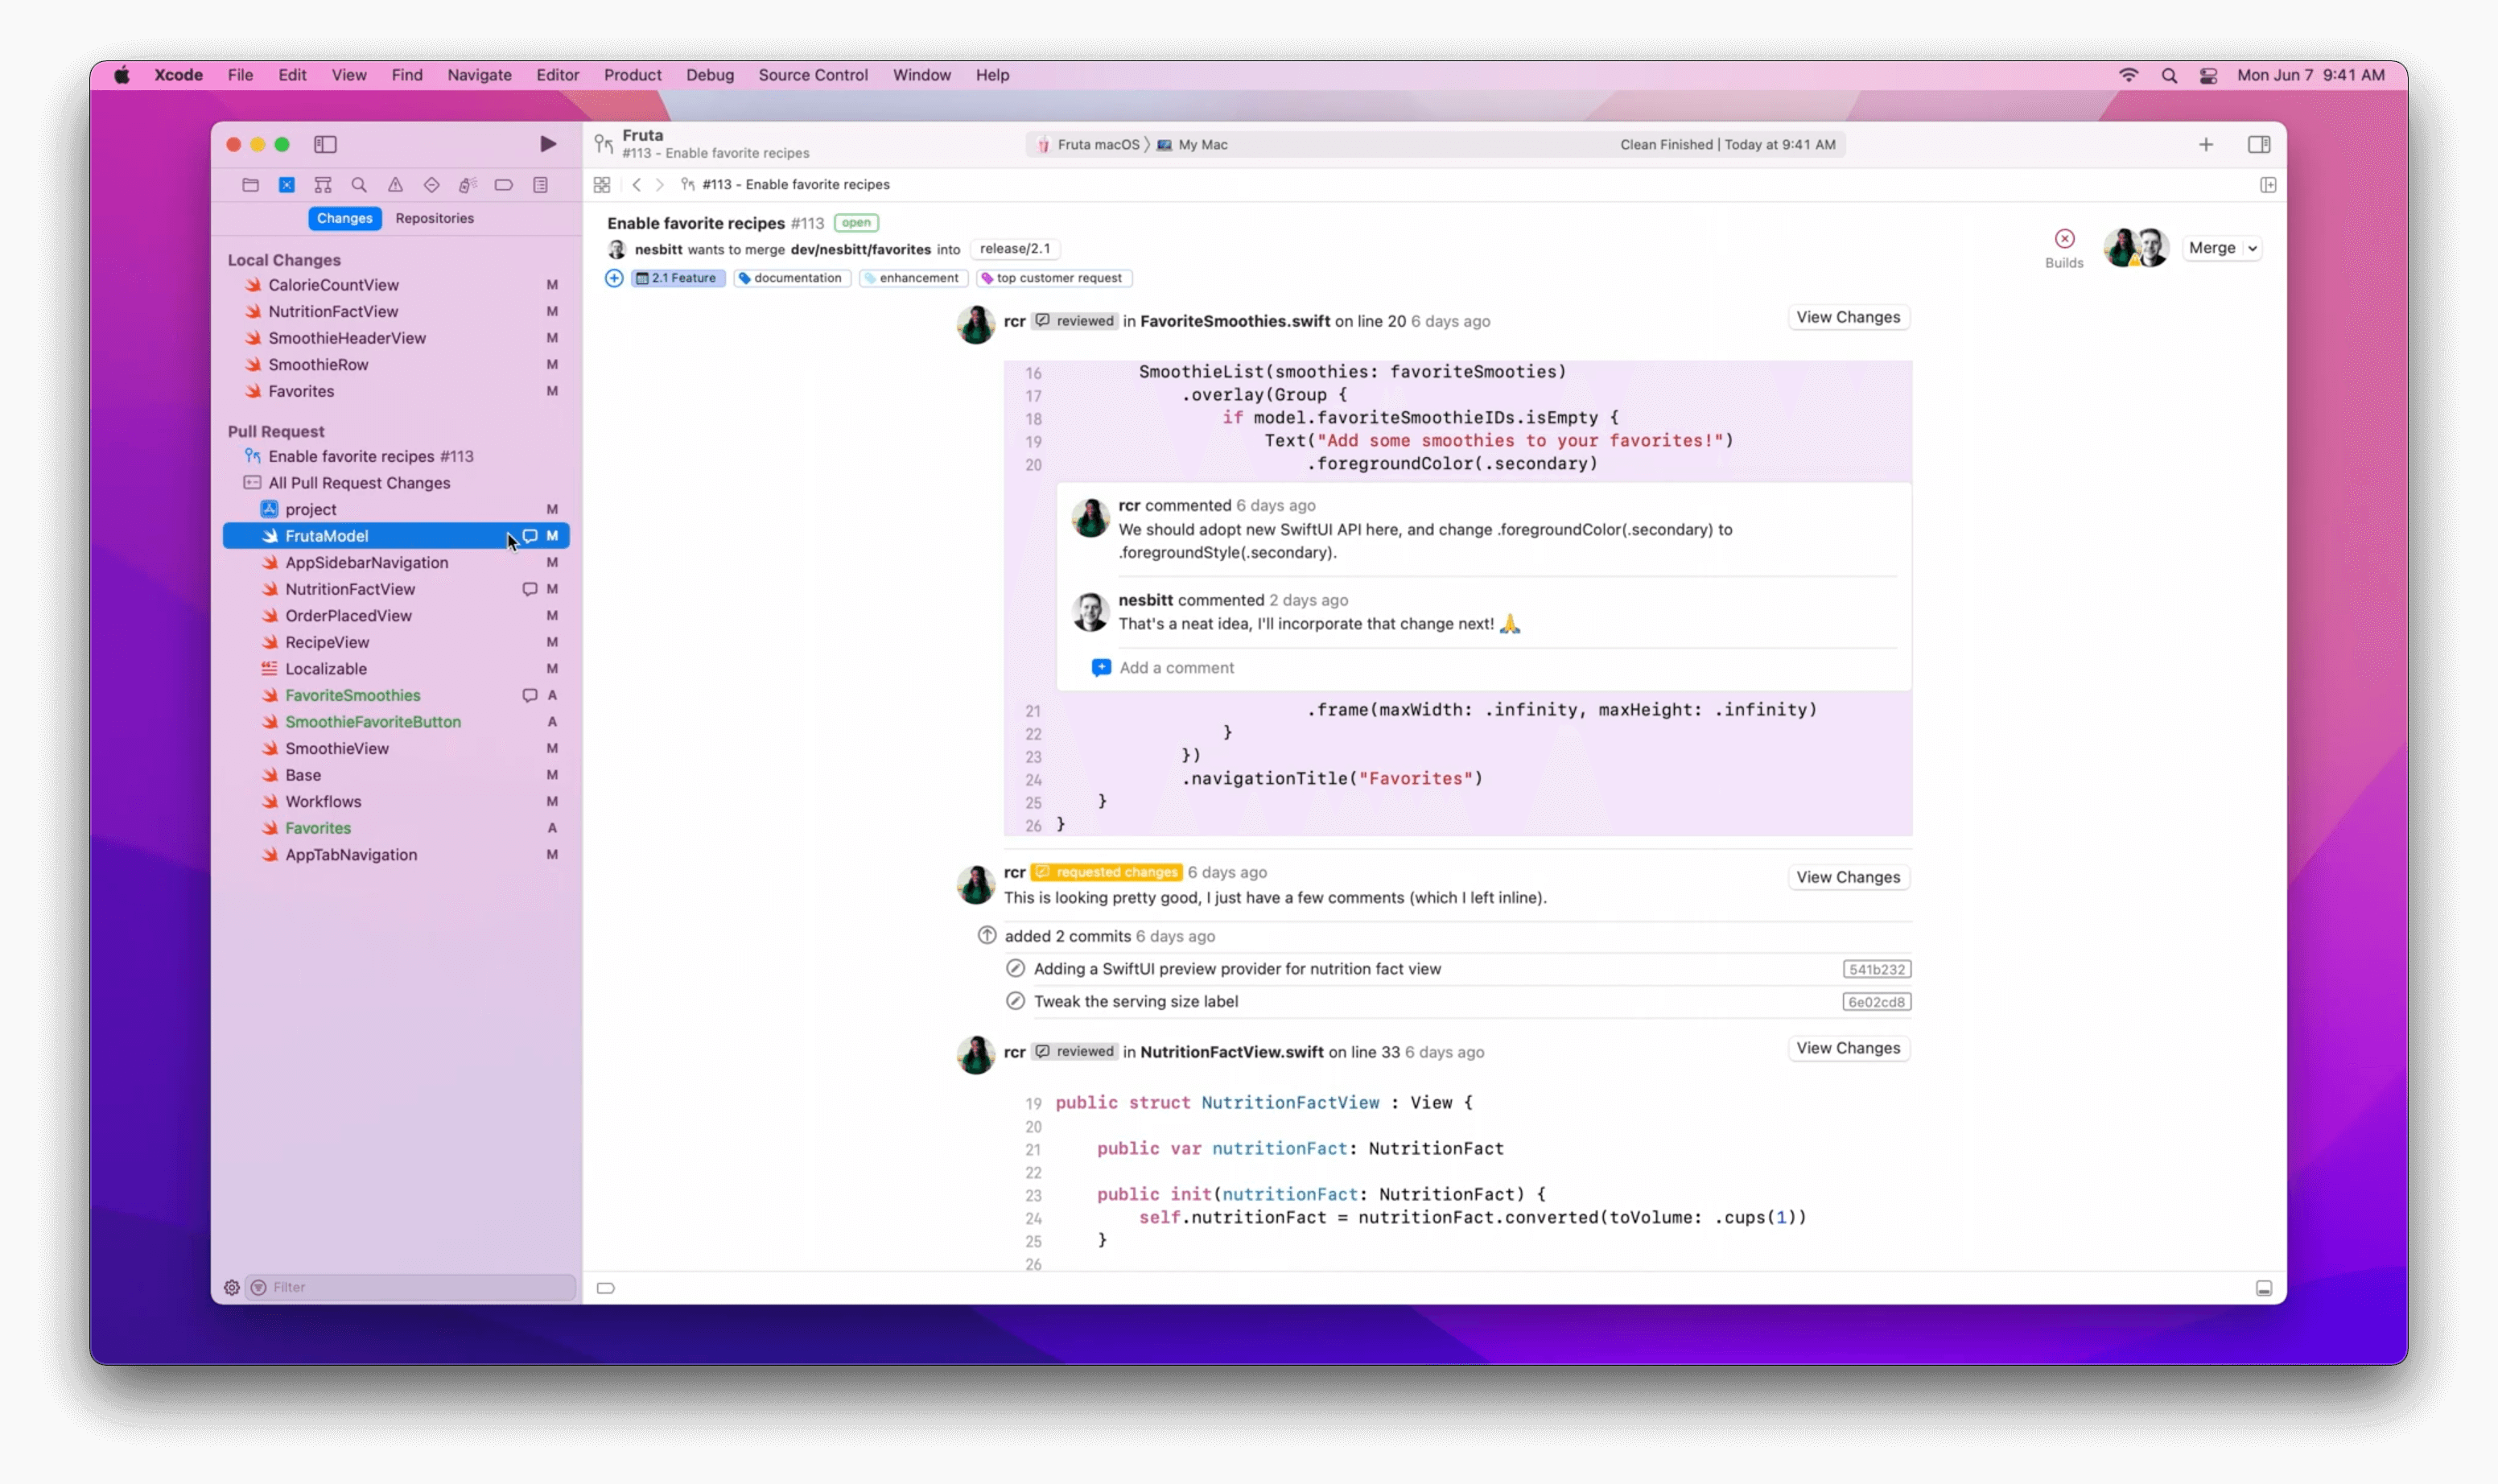 Xcode File Edit View Find Navigate Editor Product Debug Source Control Window Help Mon Jun 7 9:41 AM
Fruta
#113 - Enable favorite recipes
Fruta macOS 〉 My Mac Clean Finished | Today at 9:41 AM
#113 - Enable favorite recipes
Changes Repositories
Local Changes
CalorieCountView M
NutritionFactView M
SmoothieHeaderView M
SmoothieRow M
Favorites M
Pull Request
Enable favorite recipes #113
All Pull Request Changes
project M
FrutaModel M
AppSidebarNavigation M
NutritionFactView M
OrderPlacedView M
RecipeView M
Localizable M
FavoriteSmoothies A
SmoothieFavoriteButton A
SmoothieView M
Base M
Workflows M
Favorites A
AppTabNavigation M
Filter
Enable favorite recipes #113 open
nesbitt wants to merge dev/nesbitt/favorites into release/2.1
2.1 Feature documentation enhancement top customer request
Builds
Merge
rcr reviewed in FavoriteSmoothies.swift on line 20 6 days ago View Changes
16 SmoothieList(smoothies: favoriteSmooties)
17 .overlay(Group {
18 if model.favoriteSmoothieIDs.isEmpty {
19 Text("Add some smoothies to your favorites!")
20 .foregroundColor(.secondary)
rcr commented 6 days ago
We should adopt new SwiftUI API here, and change .foregroundColor(.secondary) to
.foregroundStyle(.secondary).
nesbitt commented 2 days ago
That's a neat idea, I'll incorporate that change next! 🙏
Add a comment
21 .frame(maxWidth: .infinity, maxHeight: .infinity)
22 }
23 })
24 .navigationTitle("Favorites")
25 }
26 }
rcr requested changes 6 days ago View Changes
This is looking pretty good, I just have a few comments (which I left inline).
added 2 commits 6 days ago
Adding a SwiftUI preview provider for nutrition fact view 541b232
Tweak the serving size label 6e02cd8
rcr reviewed in NutritionFactView.swift on line 33 6 days ago View Changes
19 public struct NutritionFactView : View {
20
21 public var nutritionFact: NutritionFact
22
23 public init(nutritionFact: NutritionFact) {
24 self.nutritionFact = nutritionFact.converted(toVolume: .cups(1))
25 }
26